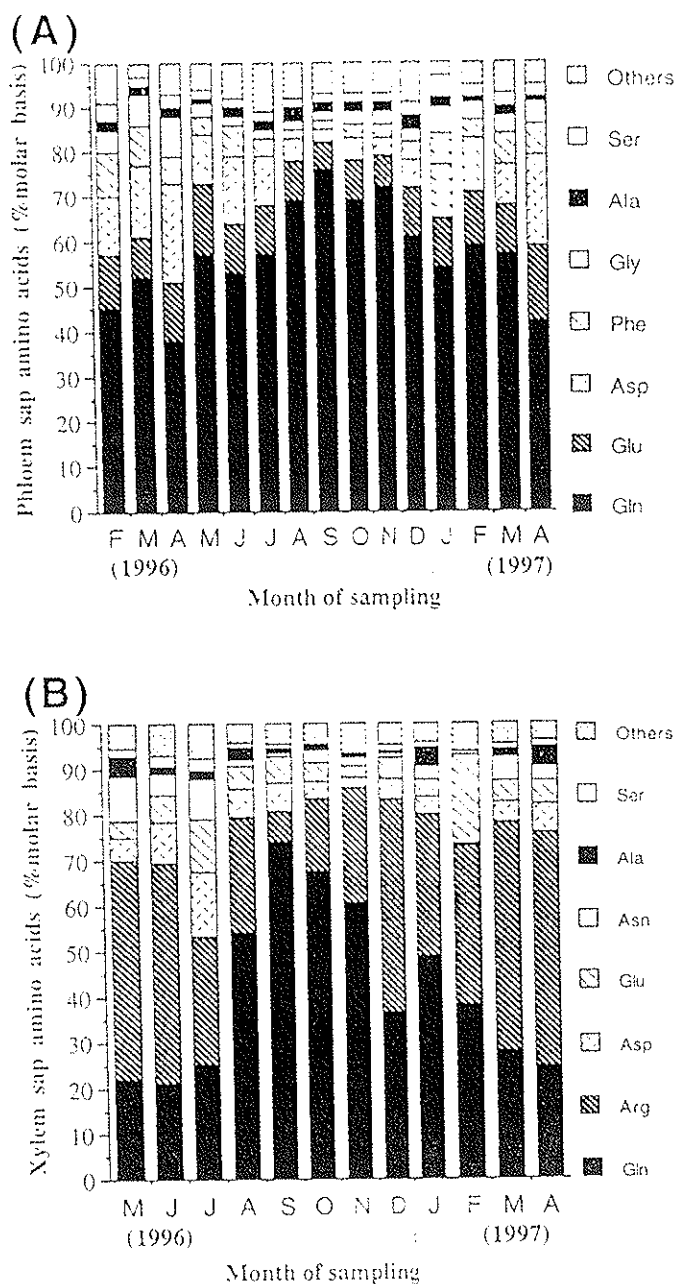 (A)
Phloem sap amino acids (% molar basis)
100
90
80
70
60
50
40
30
20
10
0
F M A M J J A S O N D J F M A
(1996) (1997)
Month of sampling
Others
Ser
Ala
Gly
Phe
Asp
Glu
Gln
(B)
Xylem sap amino acids (% molar basis)
100
90
80
70
60
50
40
30
20
10
0
M J J A S O N D J F M A
(1996) (1997)
Month of sampling
Others
Ser
Ala
Asn
Glu
Asp
Arg
Gln